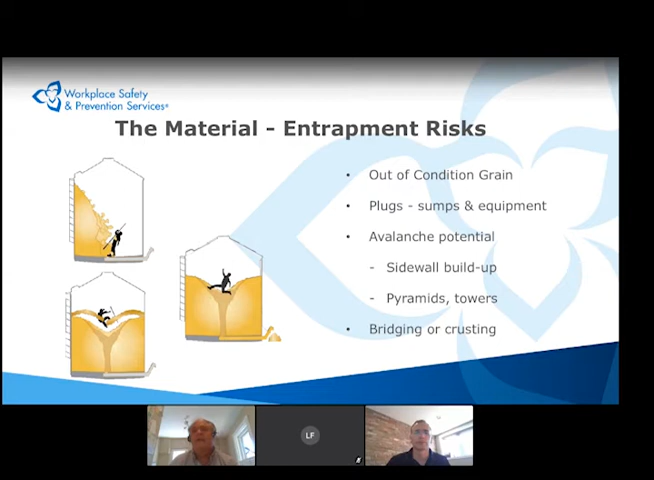 Workplace Safety
& Prevention Services®
The Material - Entrapment Risks
• Out of Condition Grain
• Plugs - sumps & equipment
• Avalanche potential
- Sidewall build-up
- Pyramids, towers
• Bridging or crusting
LF